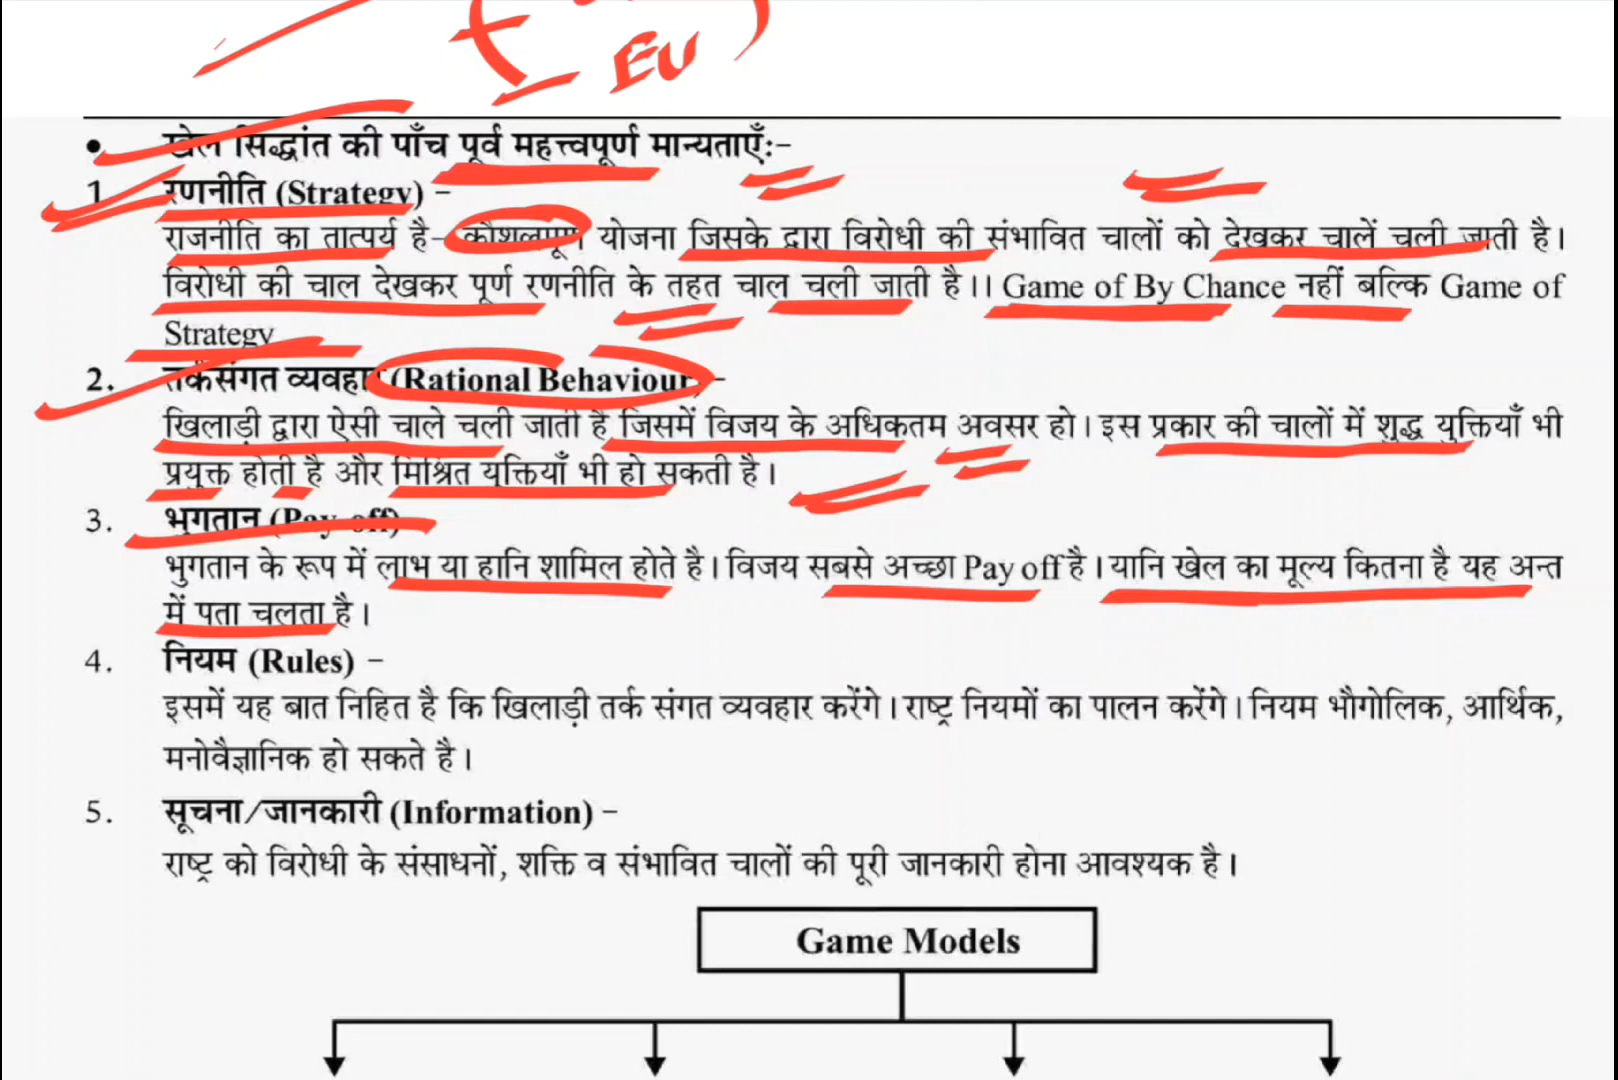 EU
• खेल सिद्धांत की पाँच पूर्व महत्त्वपूर्ण मान्यताएँ:-
1. रणनीति (Strategy) –
राजनीति का तात्पर्य है- कौशलपूर्ण योजना जिसके द्वारा विरोधी की संभावित चालों को देखकर चालें चली जाती है।
विरोधी की चाल देखकर पूर्ण रणनीति के तहत चाल चली जाती है।। Game of By Chance नहीं बल्कि Game of
Strategy
2. तर्कसंगत व्यवहार (Rational Behaviour) –
खिलाड़ी द्वारा ऐसी चाले चली जाती है जिसमें विजय के अधिकतम अवसर हो। इस प्रकार की चालों में शुद्ध युक्तियाँ भी
प्रयुक्त होती है और मिश्रित युक्तियाँ भी हो सकती है।
3. भुगतान (Pay off)
भुगतान के रूप में लाभ या हानि शामिल होते है। विजय सबसे अच्छा Pay off है। यानि खेल का मूल्य कितना है यह अन्त
में पता चलता है।
4. नियम (Rules) –
इसमें यह बात निहित है कि खिलाड़ी तर्क संगत व्यवहार करेंगे। राष्ट्र नियमों का पालन करेंगे। नियम भौगोलिक, आर्थिक,
मनोवैज्ञानिक हो सकते है।
5. सूचना/जानकारी (Information) –
राष्ट्र को विरोधी के संसाधनों, शक्ति व संभावित चालों की पूरी जानकारी होना आवश्यक है।
Game Models